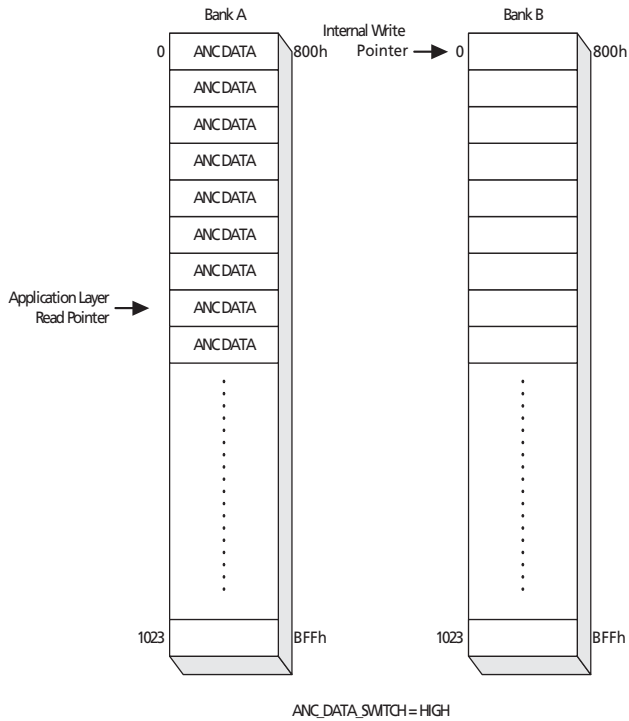 Bank A
Bank B
Internal Write
Pointer
0
800h
0
800h
ANC DATA
ANC DATA
ANC DATA
ANC DATA
ANC DATA
ANC DATA
ANC DATA
Application Layer
Read Pointer
ANC DATA
ANC DATA
1023
BFFh
1023
BFFh
ANC_DATA_SWITCH = HIGH